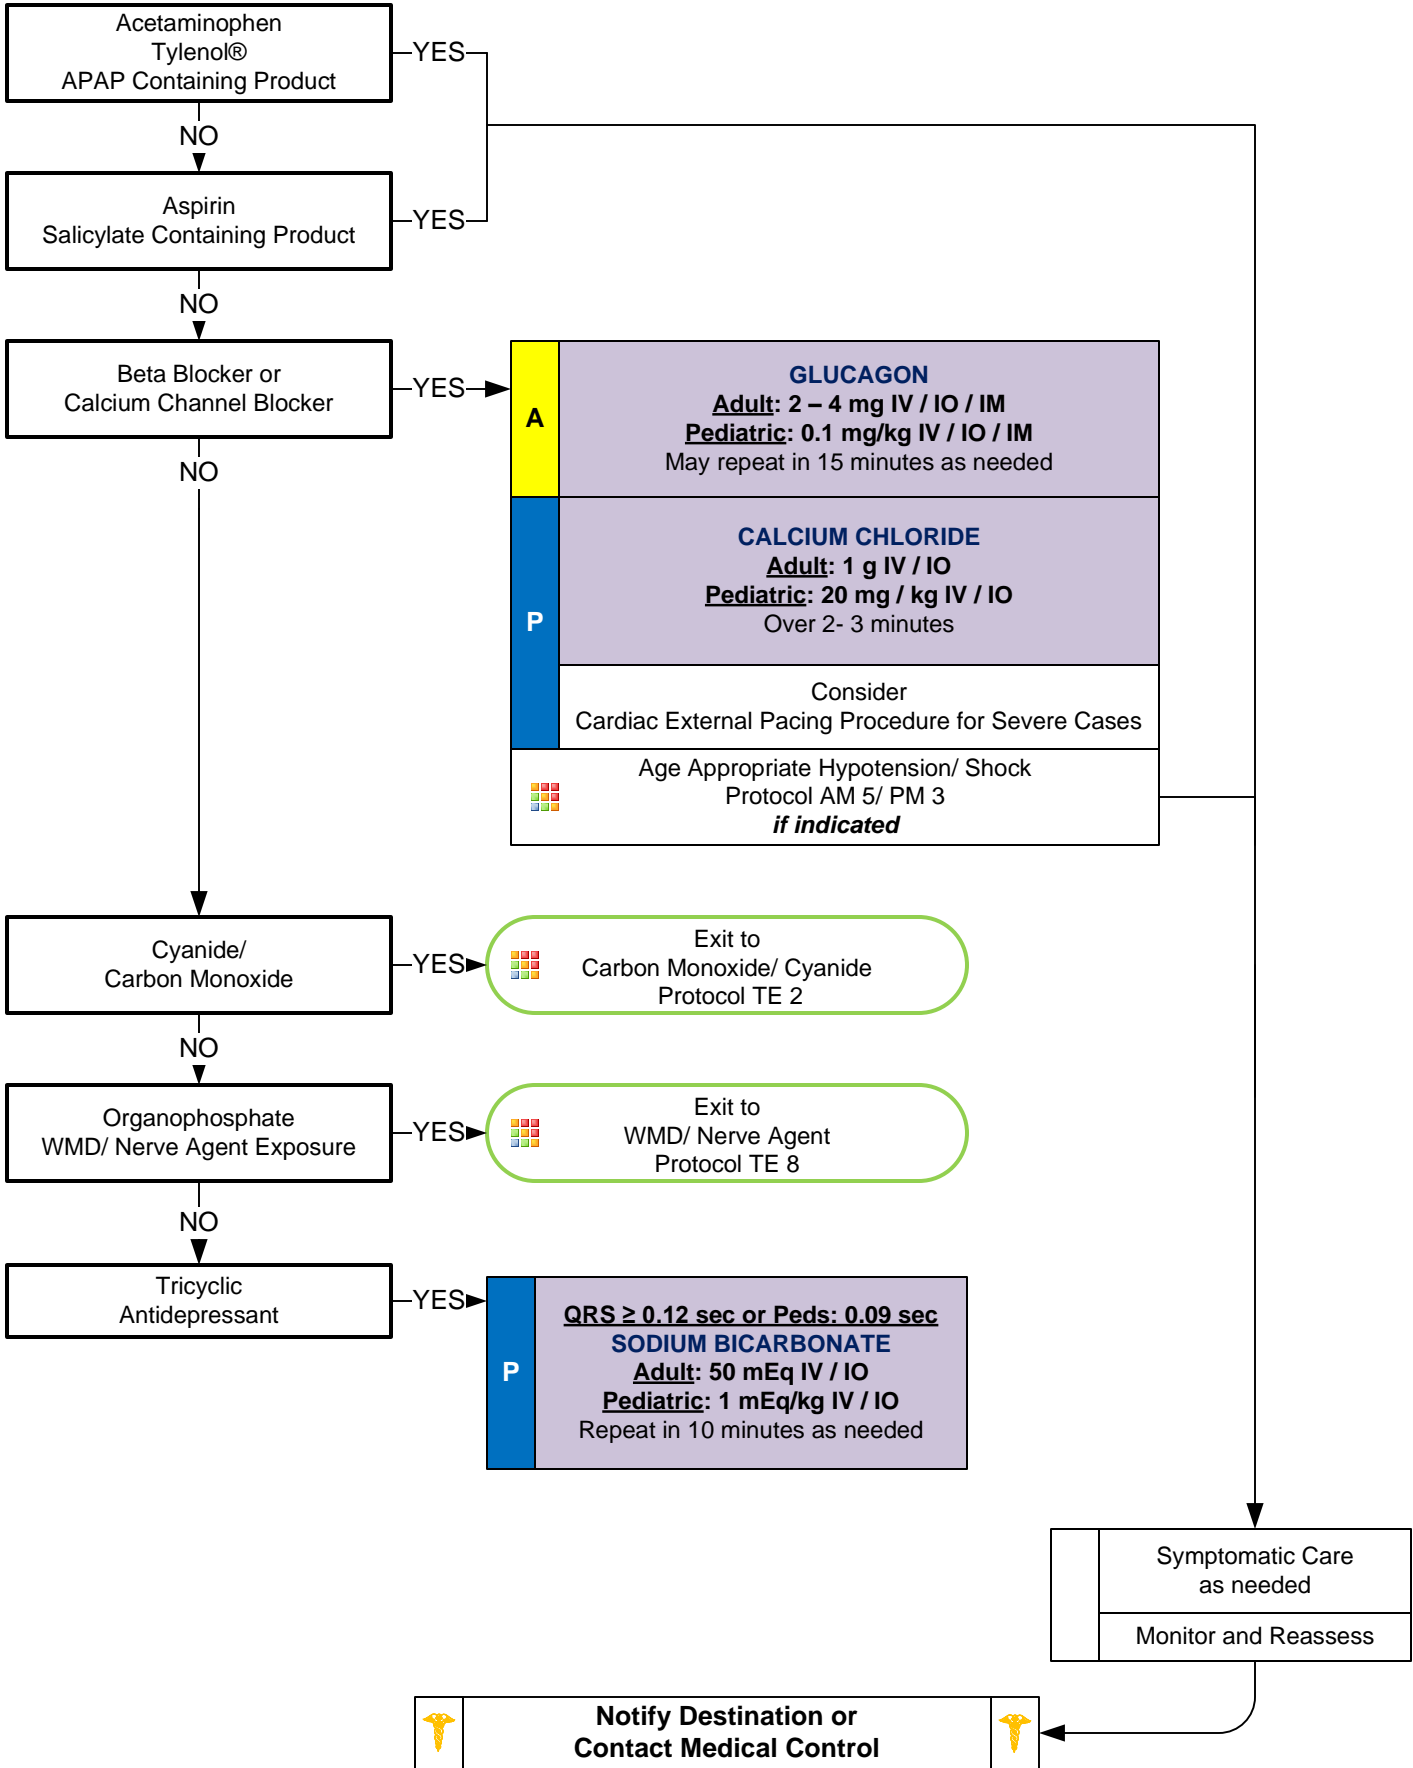 Acetaminophen
Tylenol®
APAP Containing Product
YES
NO
Aspirin
Salicylate Containing Product
YES
NO
Beta Blocker or
Calcium Channel Blocker
YES
NO
A
GLUCAGON
Adult: 2 – 4 mg IV / IO / IM
Pediatric: 0.1 mg/kg IV / IO / IM
May repeat in 15 minutes as needed
P
CALCIUM CHLORIDE
Adult: 1 g IV / IO
Pediatric: 20 mg / kg IV / IO
Over 2- 3 minutes
Consider
Cardiac External Pacing Procedure for Severe Cases
Age Appropriate Hypotension/ Shock
Protocol AM 5/ PM 3
if indicated
Cyanide/
Carbon Monoxide
YES
Exit to
Carbon Monoxide/ Cyanide
Protocol TE 2
NO
Organophosphate
WMD/ Nerve Agent Exposure
YES
Exit to
WMD/ Nerve Agent
Protocol TE 8
NO
Tricyclic
Antidepressant
YES
P
QRS ≥ 0.12 sec or Peds: 0.09 sec
SODIUM BICARBONATE
Adult: 50 mEq IV / IO
Pediatric: 1 mEq/kg IV / IO
Repeat in 10 minutes as needed
Symptomatic Care
as needed
Monitor and Reassess
Notify Destination or
Contact Medical Control